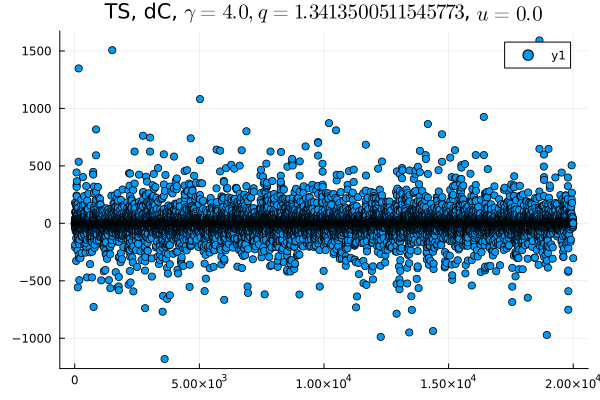 TS, dC, γ = 4.0, q = 1.3413500511545773, u = 0.0
y1
1500
1000
500
0
−500
−1000
0 5.00×10³ 1.00×10⁴ 1.50×10⁴ 2.00×10⁴